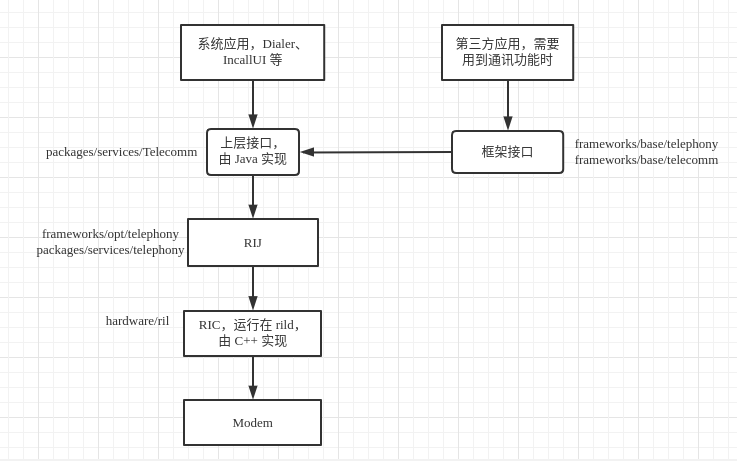 系统应用，Dialer、
IncallUI 等
第三方应用，需要
用到通讯功能时
packages/services/Telecomm
上层接口，
由 Java 实现
框架接口
frameworks/base/telephony
frameworks/base/telecomm
frameworks/opt/telephony
packages/services/telephony
RIJ
hardware/ril
RIC，运行在 rild，
由 C++ 实现
Modem